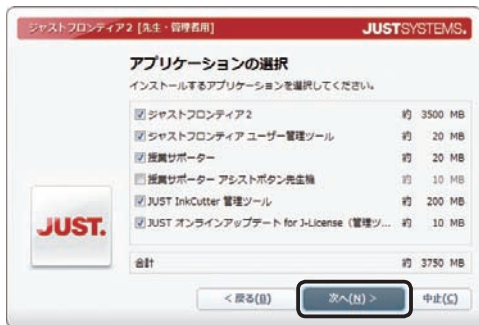 ジャストフロンティア2 [先生・管理者用] JUSTSYSTEMS.
アプリケーションの選択
インストールするアプリケーションを選択してください。
ジャストフロンティア2 約 3500 MB
ジャストフロンティア ユーザー管理ツール 約 20 MB
授業サポーター 約 20 MB
授業サポーター アシストボタン先生機 約 10 MB
JUST InkCutter 管理ツール 約 200 MB
JUST オンラインアップデート for J-License（管理ツ... 約 10 MB
JUST.
合計 約 3750 MB
< 戻る(B) 次へ(N) > 中止(C)